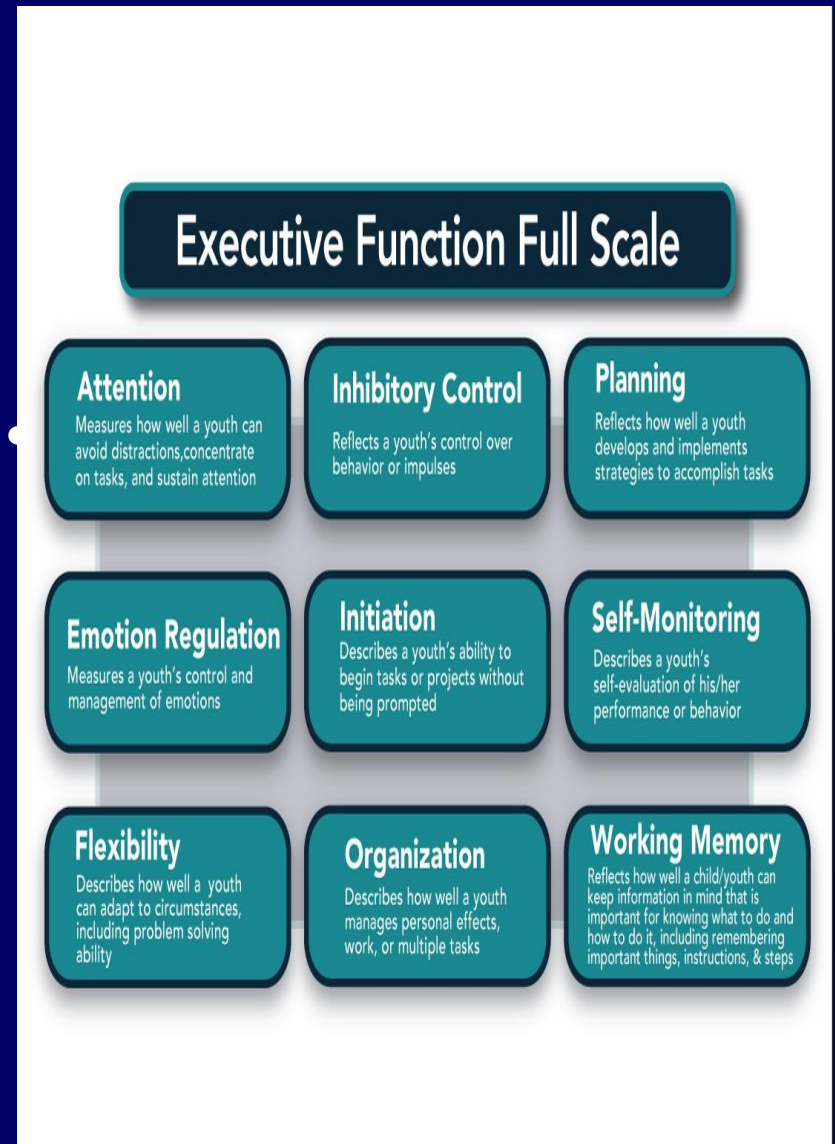 Executive Function Full Scale
Attention
Measures how well a youth can
avoid distractions,concentrate
on tasks, and sustain attention
Inhibitory Control
Reflects a youth's control over
behavior or impulses
Planning
Reflects how well a youth
develops and implements
strategies to accomplish tasks
Emotion Regulation
Measures a youth's control and
management of emotions
Initiation
Describes a youth's ability to
begin tasks or projects without
being prompted
Self-Monitoring
Describes a youth's
self-evaluation of his/her
performance or behavior
Flexibility
Describes how well a youth
can adapt to circumstances,
including problem solving
ability
Organization
Describes how well a youth
manages personal effects,
work, or multiple tasks
Working Memory
Reflects how well a child/youth can
keep information in mind that is
important for knowing what to do and
how to do it, including remembering
important things, instructions, & steps